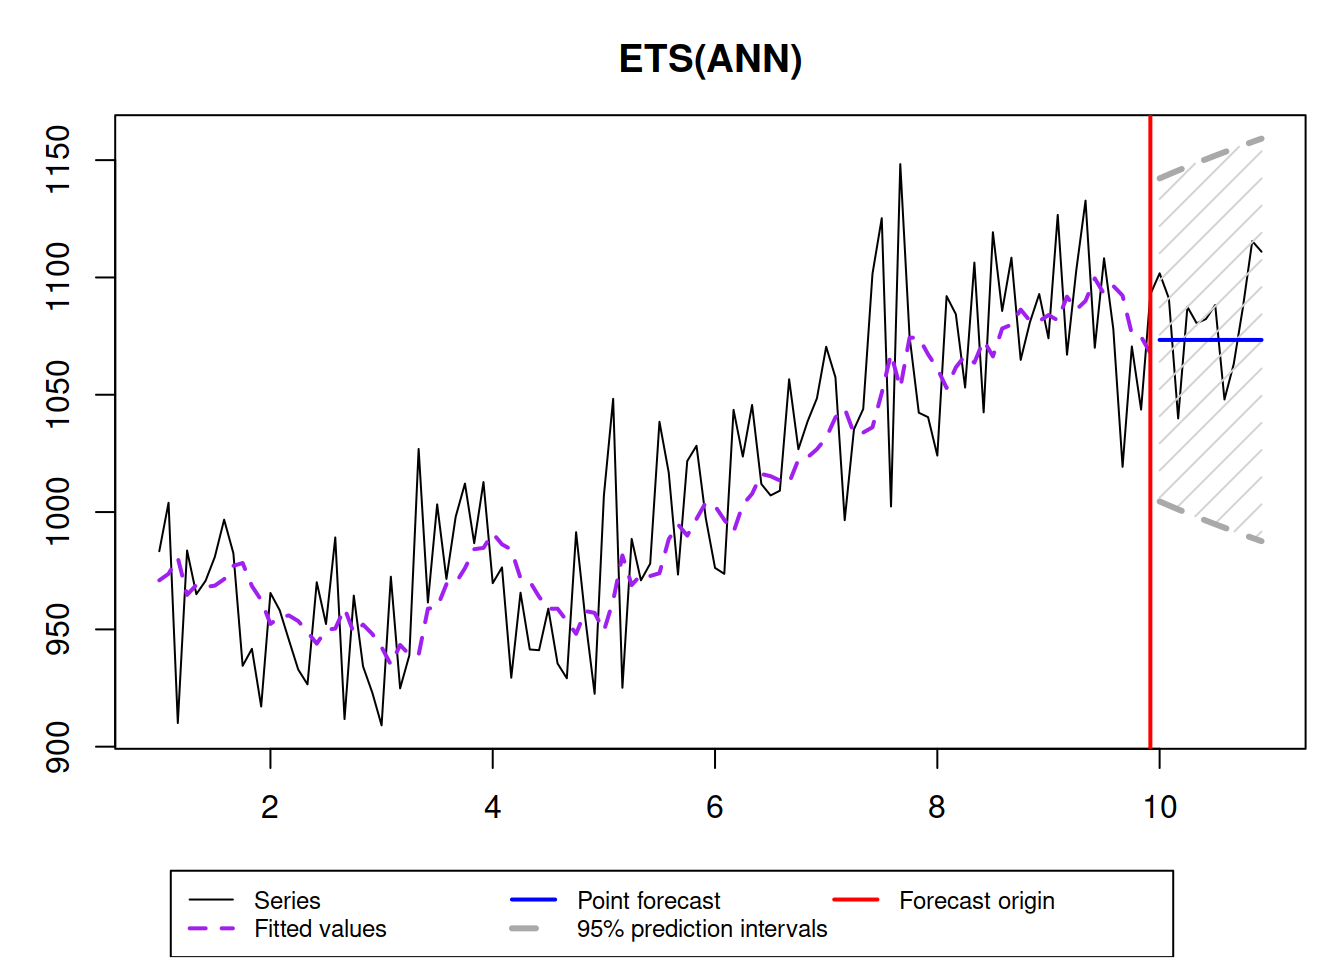 ETS(ANN)
1150
1100
1050
1000
950
900
2 4 6 8 10
Series Point forecast Forecast origin
Fitted values 95% prediction intervals